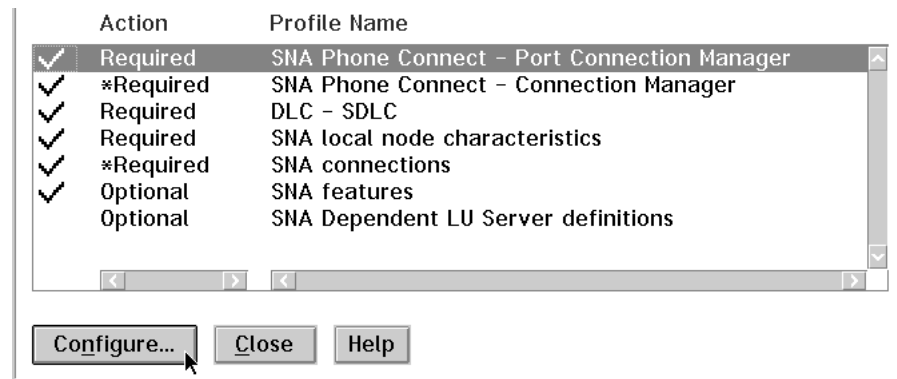 Action Profile Name
Required SNA Phone Connect – Port Connection Manager
*Required SNA Phone Connect – Connection Manager
Required DLC – SDLC
Required SNA local node characteristics
*Required SNA connections
Optional SNA features
Optional SNA Dependent LU Server definitions
Configure... Close Help